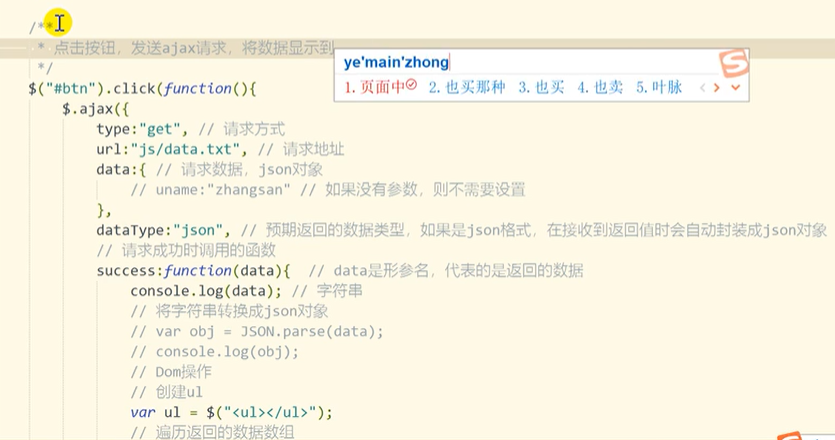 /**
* 点击按钮，发送ajax请求，将数据显示到
ye'main'zhong
1.页面中 2.也买那种 3.也买 4.也卖 5.叶脉
*/
$("#btn").click(function(){
$.ajax({
type:"get", // 请求方式
url:"js/data.txt", // 请求地址
data:{ // 请求数据，json对象
// uname:"zhangsan" // 如果没有参数，则不需要设置
},
dataType:"json", // 预期返回的数据类型，如果是json格式，在接收到返回值时会自动封装成json对象
// 请求成功时调用的函数
success:function(data){ // data是形参名，代表的是返回的数据
console.log(data); // 字符串
// 将字符串转换成json对象
// var obj = JSON.parse(data);
// console.log(obj);
// Dom操作
// 创建ul
var ul = $("<ul></ul>");
// 遍历返回的数据数组